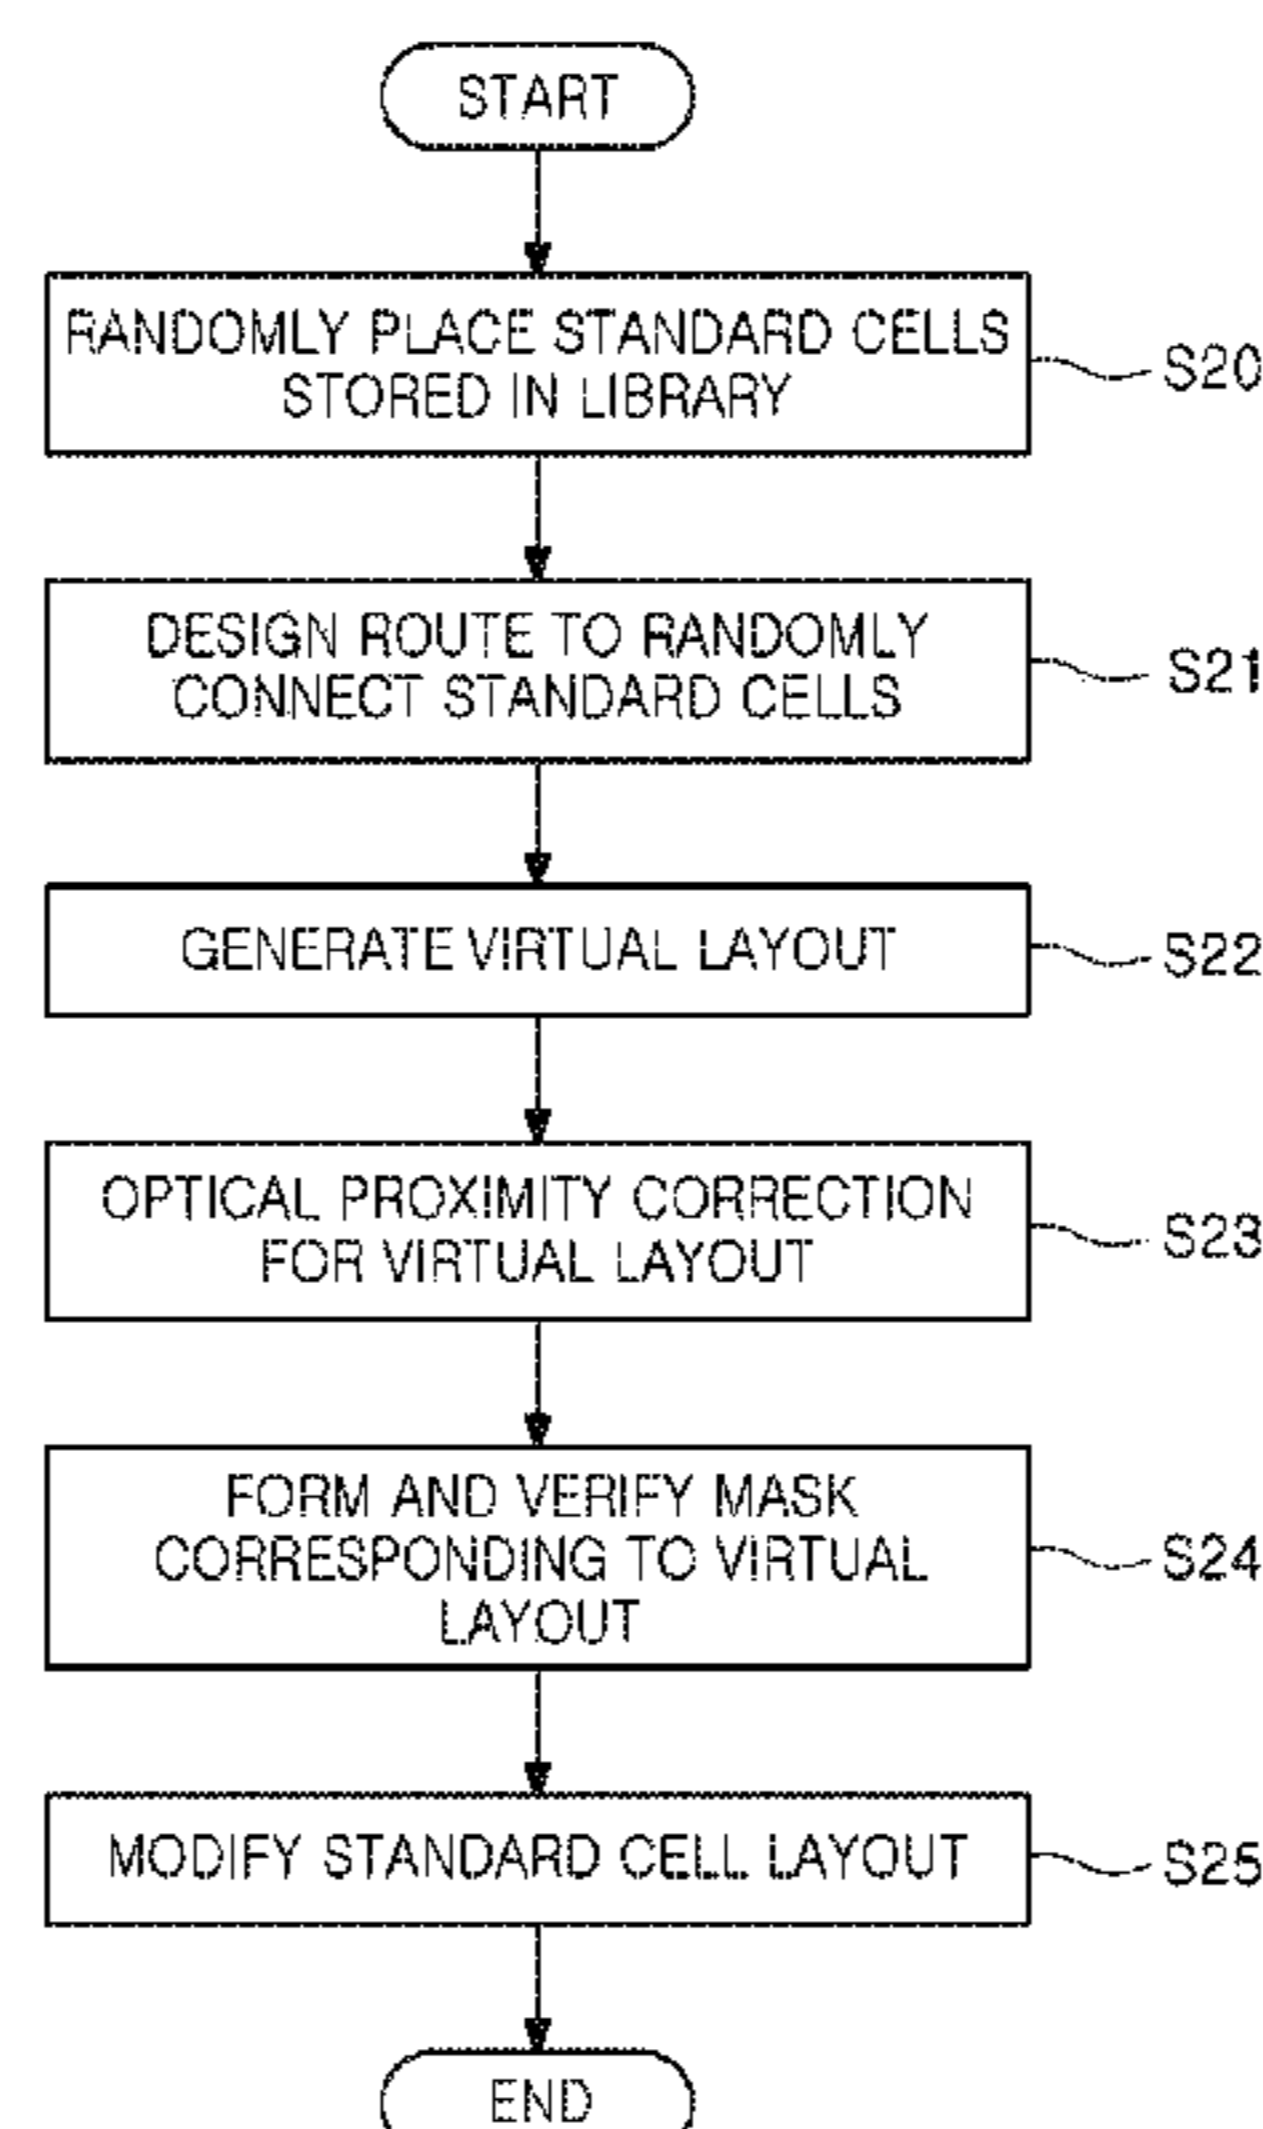 START
RANDOMLY PLACE STANDARD CELLS
STORED IN LIBRARY
S20
DESIGN ROUTE TO RANDOMLY
CONNECT STANDARD CELLS
S21
GENERATE VIRTUAL LAYOUT
S22
OPTICAL PROXIMITY CORRECTION
FOR VIRTUAL LAYOUT
S23
FORM AND VERIFY MASK
CORRESPONDING TO VIRTUAL
LAYOUT
S24
MODIFY STANDARD CELL LAYOUT
S25
END